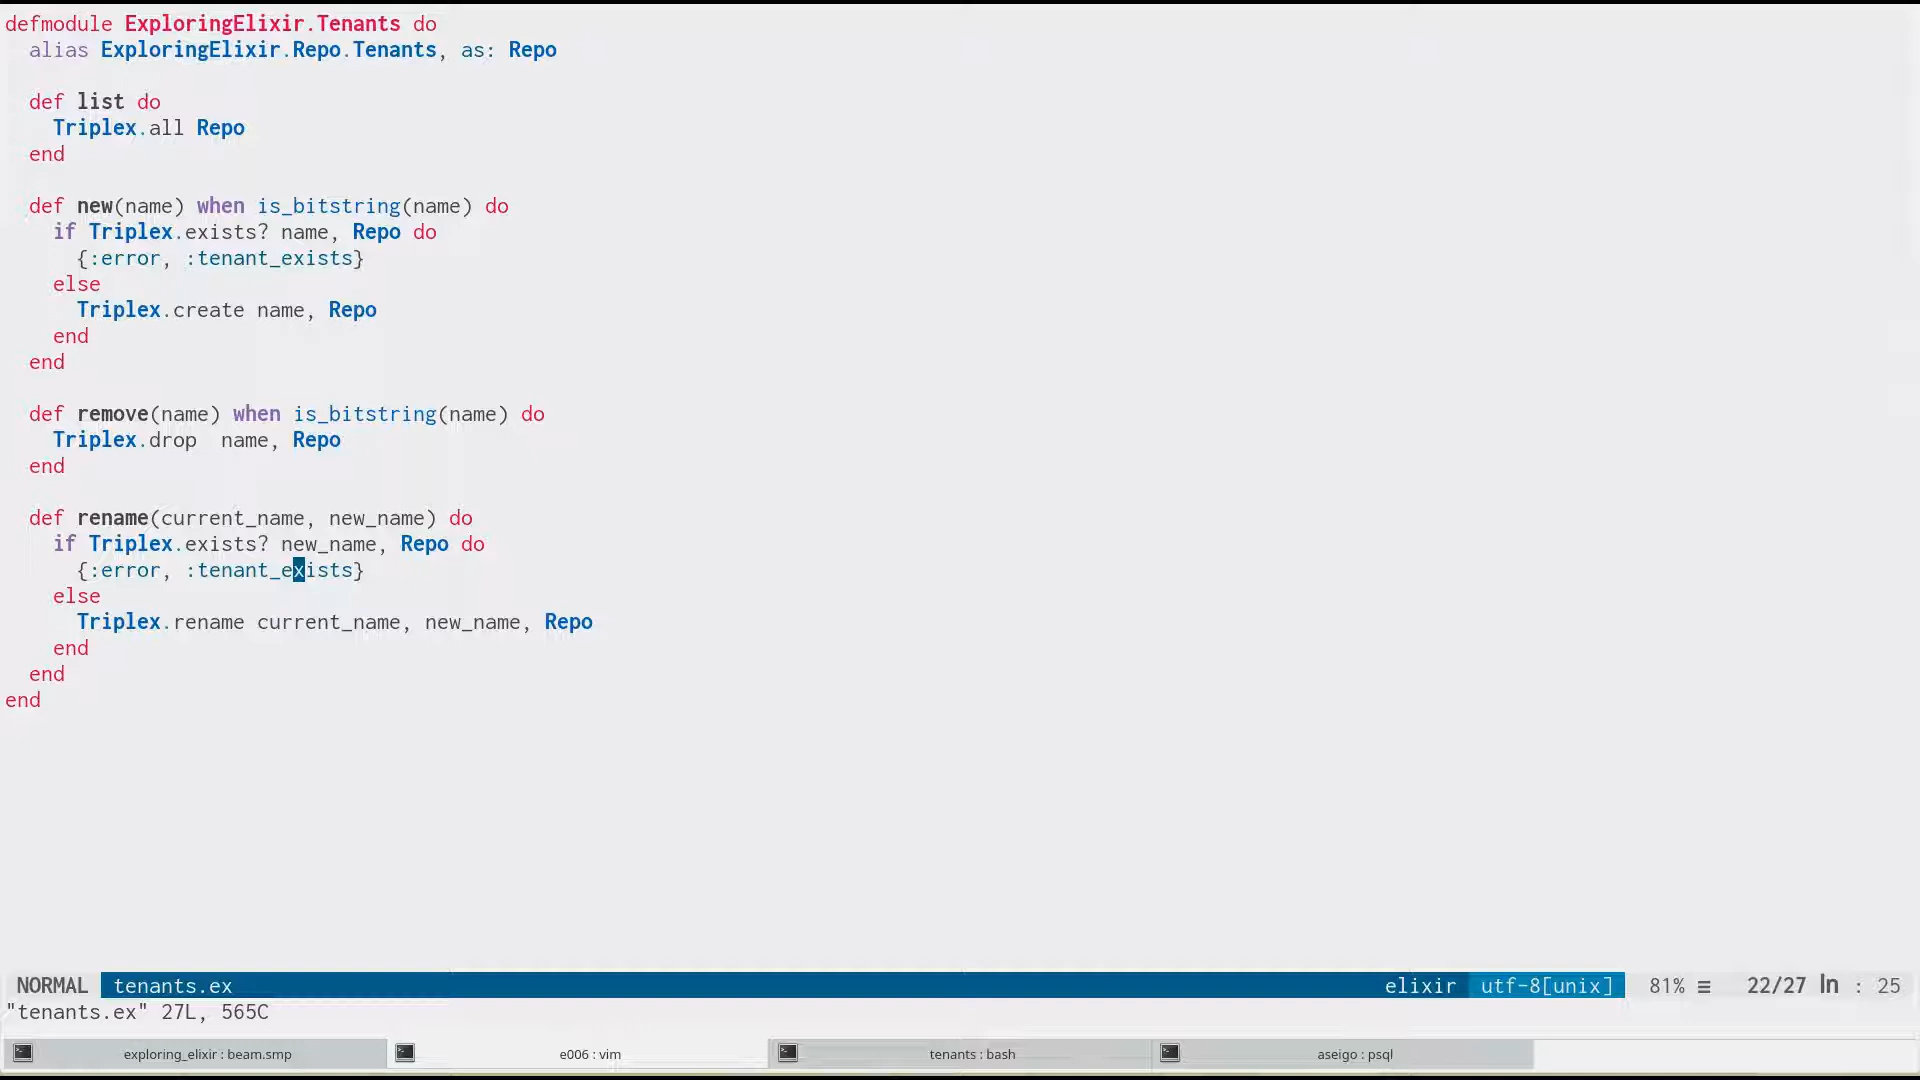 defmodule ExploringElixir.Tenants do
  alias ExploringElixir.Repo.Tenants, as: Repo

  def list do
    Triplex.all Repo
  end

  def new(name) when is_bitstring(name) do
    if Triplex.exists? name, Repo do
      {:error, :tenant_exists}
    else
      Triplex.create name, Repo
    end
  end

  def remove(name) when is_bitstring(name) do
    Triplex.drop  name, Repo
  end

  def rename(current_name, new_name) do
    if Triplex.exists? new_name, Repo do
      {:error, :tenant_exists}
    else
      Triplex.rename current_name, new_name, Repo
    end
  end
end
NORMAL tenants.ex elixir utf-8[unix] 81% ≡ 22/27 ln : 25
"tenants.ex" 27L, 565C
exploring_elixir : beam.smp e006 : vim tenants : bash aseigo : psql